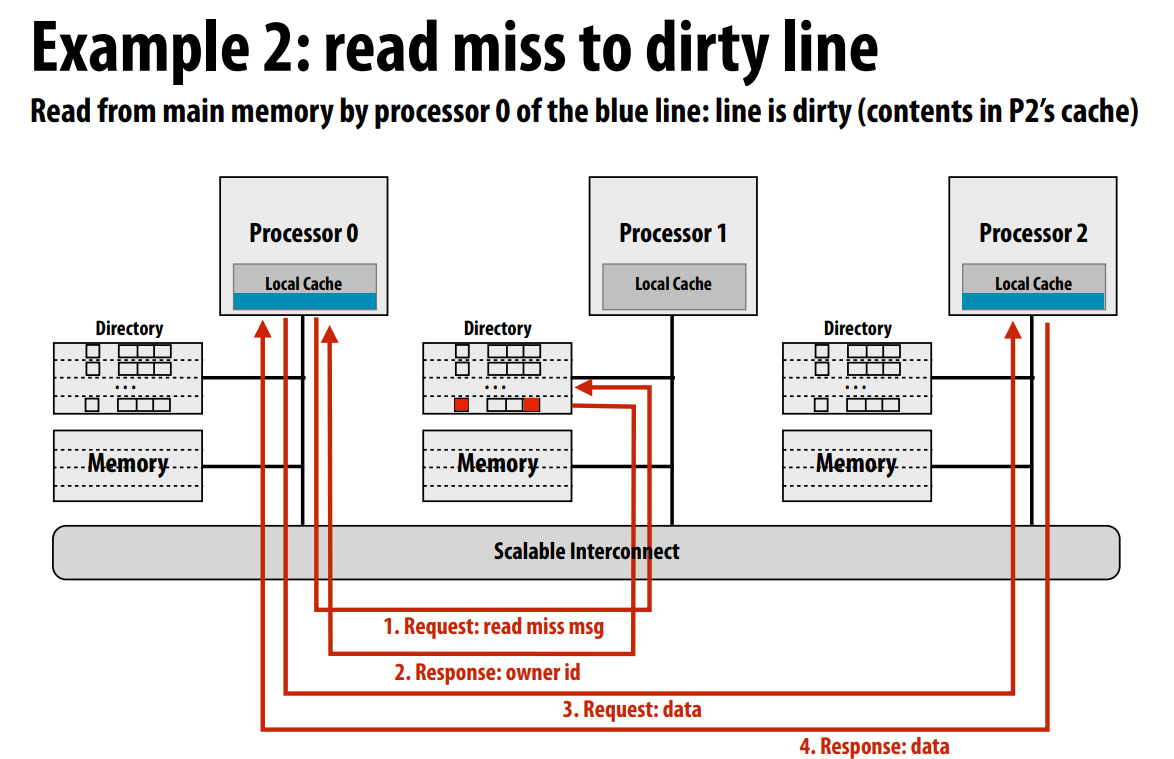 Example 2: read miss to dirty line
Read from main memory by processor 0 of the blue line: line is dirty (contents in P2’s cache)
Processor 0
Local Cache
Processor 1
Local Cache
Processor 2
Local Cache
Directory
. . .
Memory
Directory
. . .
Memory
Directory
. . .
Memory
Scalable Interconnect
1. Request: read miss msg
2. Response: owner id
3. Request: data
4. Response: data